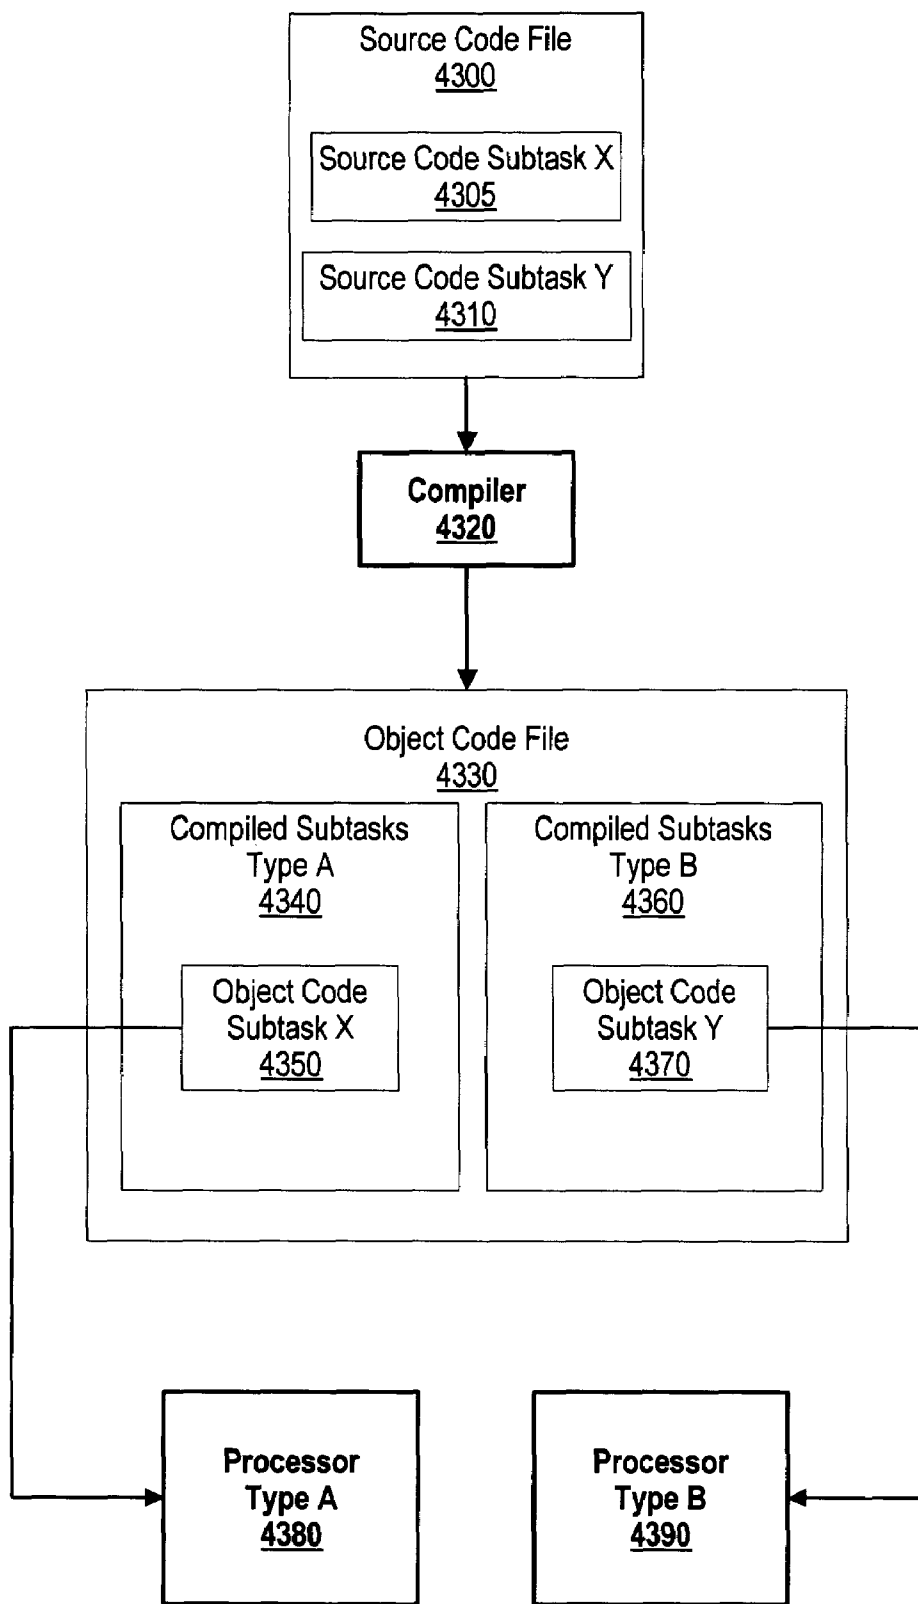 Source Code File
4300
Source Code Subtask X
4305
Source Code Subtask Y
4310
Compiler
4320
Object Code File
4330
Compiled Subtasks
Type A
4340
Object Code
Subtask X
4350
Compiled Subtasks
Type B
4360
Object Code
Subtask Y
4370
Processor
Type A
4380
Processor
Type B
4390